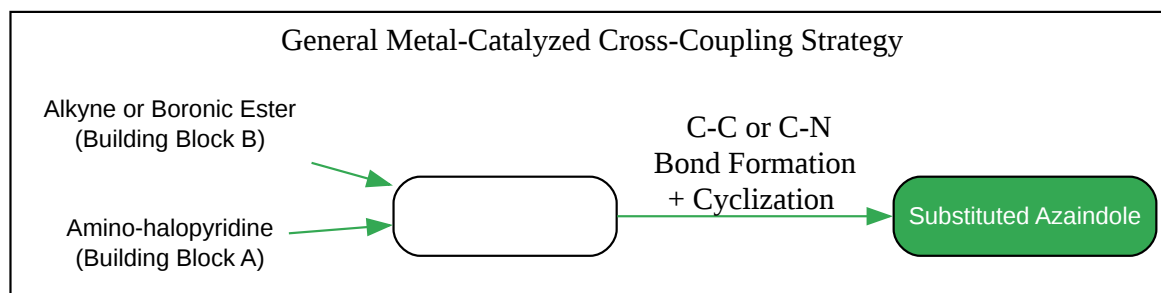 General Metal-Catalyzed Cross-Coupling Strategy
Alkyne or Boronic Ester
(Building Block B)
Amino-halopyridine
(Building Block A)
C-C or C-N
Bond Formation
+ Cyclization
Substituted Azaindole